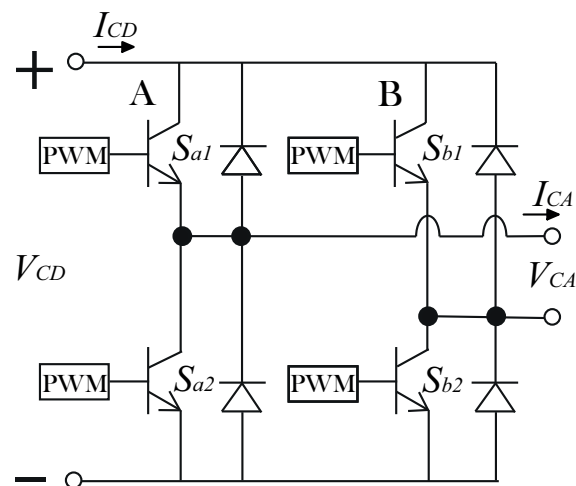 I_CD
+
A
B
PWM
S_a1
PWM
S_b1
I_CA
V_CD
V_CA
PWM
S_a2
PWM
S_b2
−